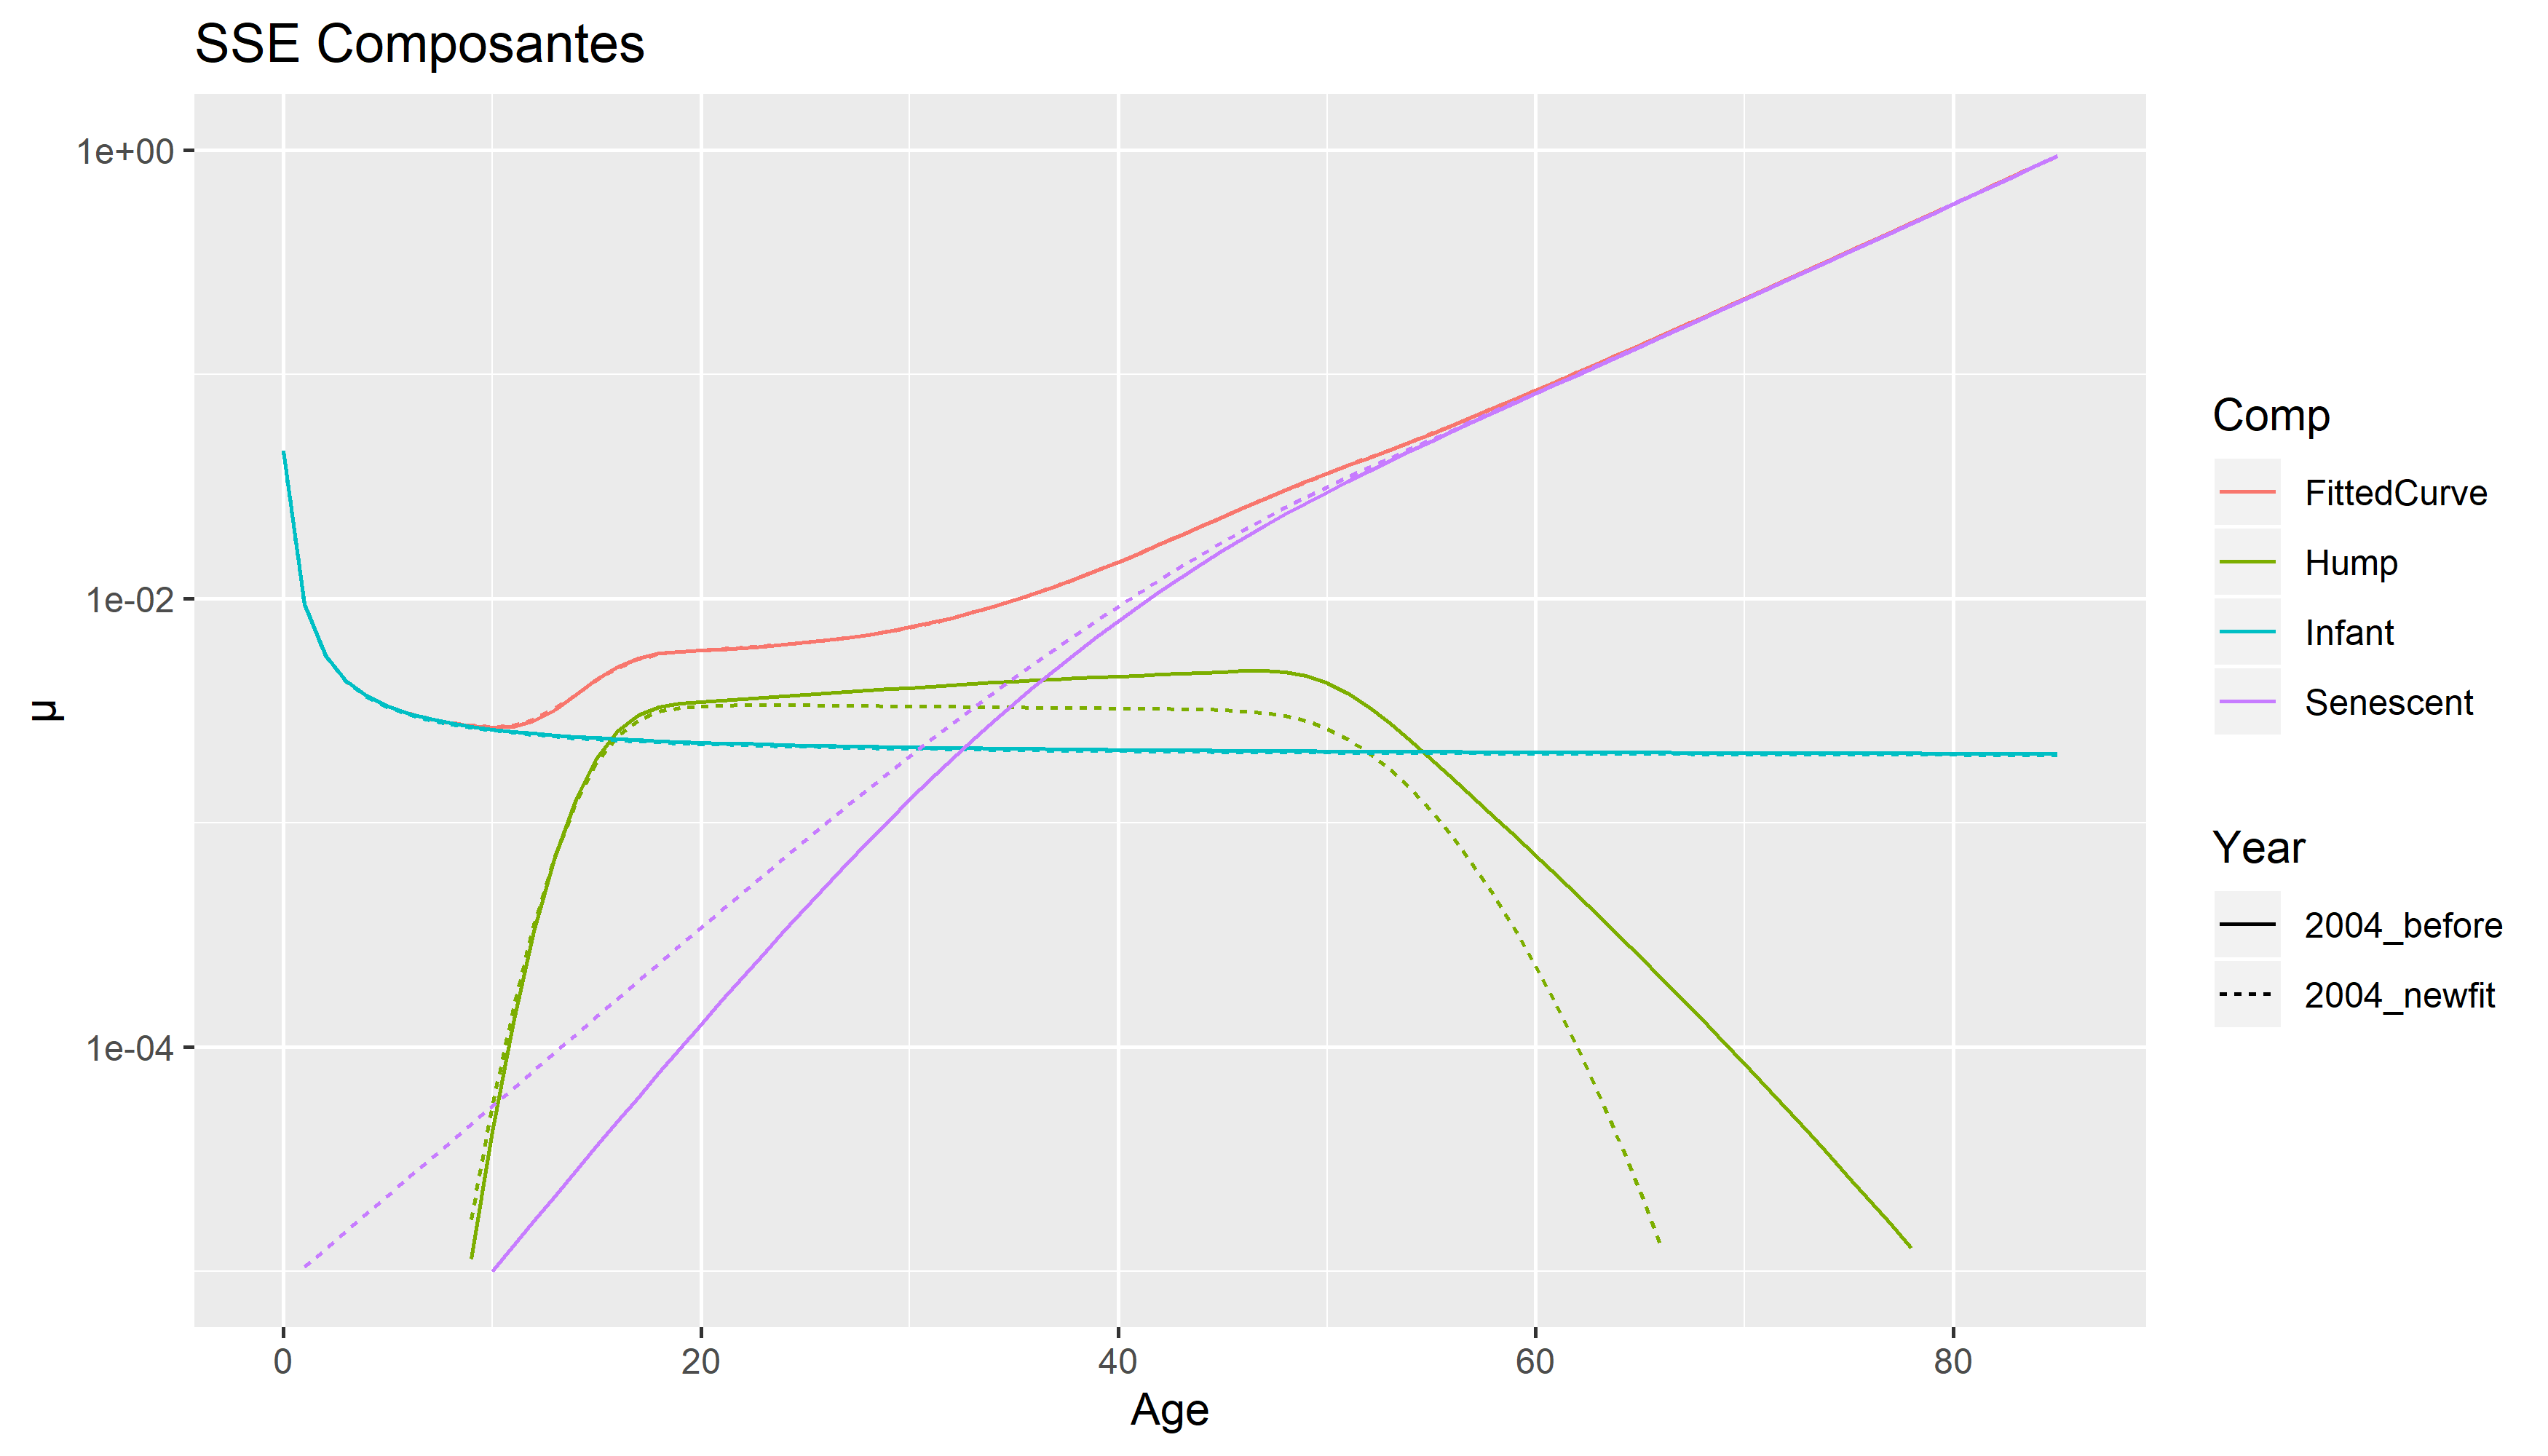 SSE Composantes
1e+00
1e-02
1e-04
μ
0 20 40 60 80
Age
Comp
FittedCurve
Hump
Infant
Senescent
Year
2004_before
2004_newfit